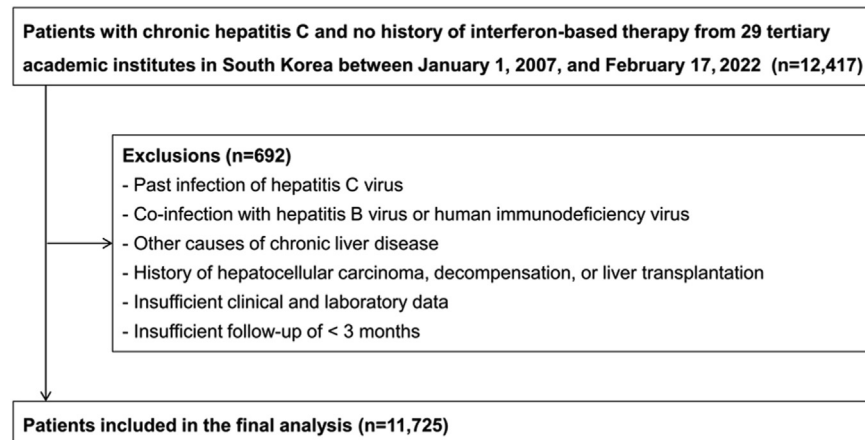 Patients with chronic hepatitis C and no history of interferon-based therapy from 29 tertiary
academic institutes in South Korea between January 1, 2007, and February 17, 2022 (n=12,417)
Exclusions (n=692)
- Past infection of hepatitis C virus
- Co-infection with hepatitis B virus or human immunodeficiency virus
- Other causes of chronic liver disease
- History of hepatocellular carcinoma, decompensation, or liver transplantation
- Insufficient clinical and laboratory data
- Insufficient follow-up of < 3 months
Patients included in the final analysis (n=11,725)